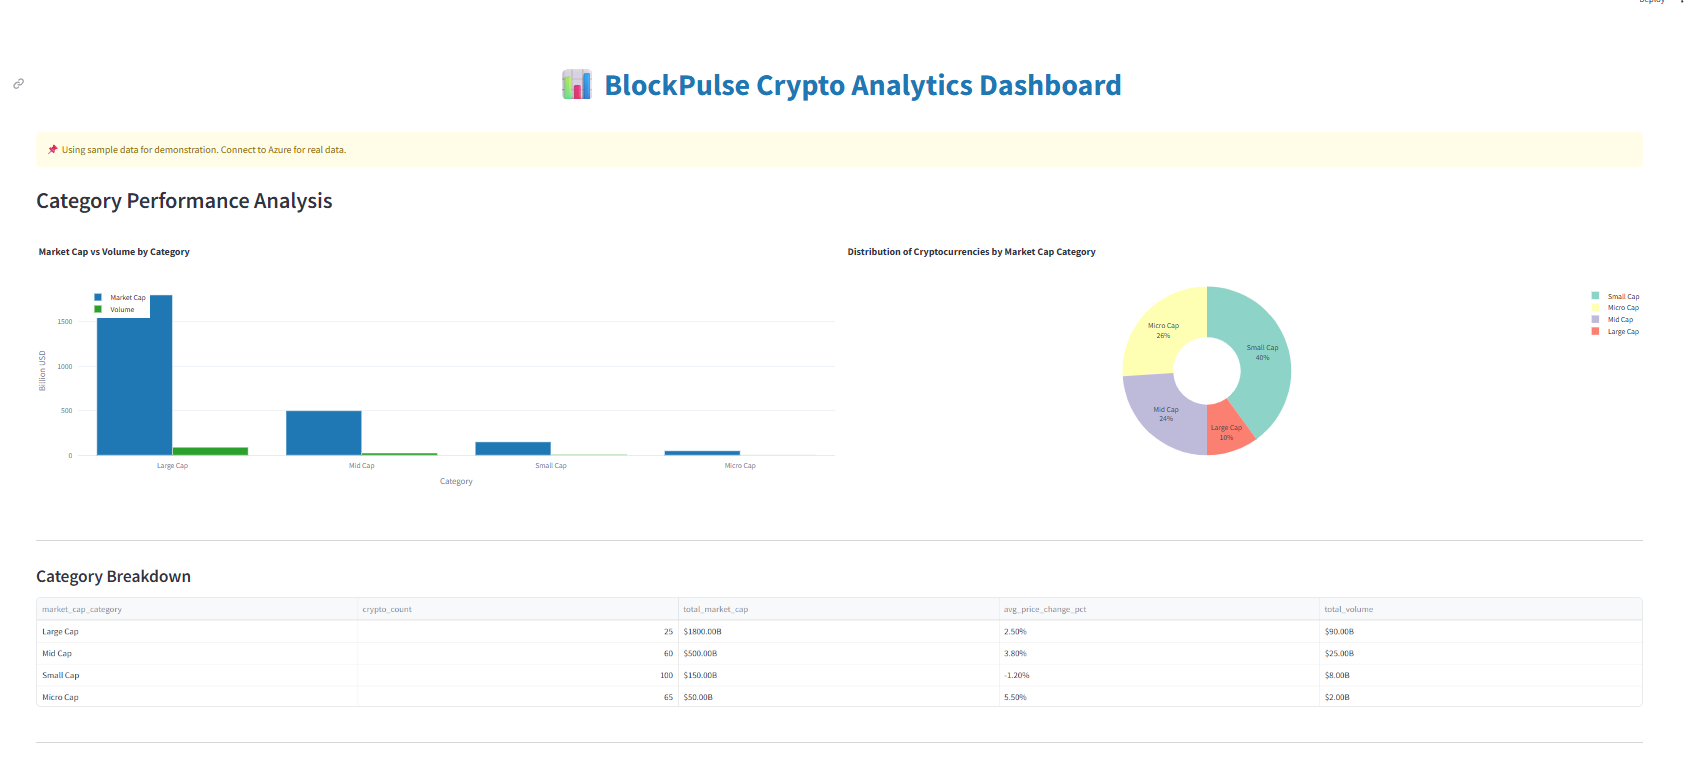 BlockPulse Crypto Analytics Dashboard
Using sample data for demonstration. Connect to Azure for real data.
Category Performance Analysis
Market Cap vs Volume by Category
Market Cap
Volume
1500
1000
500
0
Billion USD
Large Cap
Mid Cap
Small Cap
Micro Cap
Category
Distribution of Cryptocurrencies by Market Cap Category
Micro Cap
26%
Small Cap
40%
Mid Cap
24%
Large Cap
10%
Small Cap
Micro Cap
Mid Cap
Large Cap
Category Breakdown
market_cap_category crypto_count total_market_cap avg_price_change_pct total_volume
Large Cap 25 $1800.00B 2.50% $90.00B
Mid Cap 60 $500.00B 3.80% $25.00B
Small Cap 100 $150.00B -1.20% $8.00B
Micro Cap 65 $50.00B 5.50% $2.00B